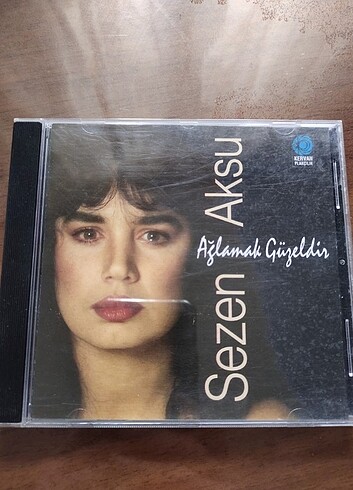 KERVAN
PLAKÇILIK
Sezen Aksu
Ağlamak Güzeldir